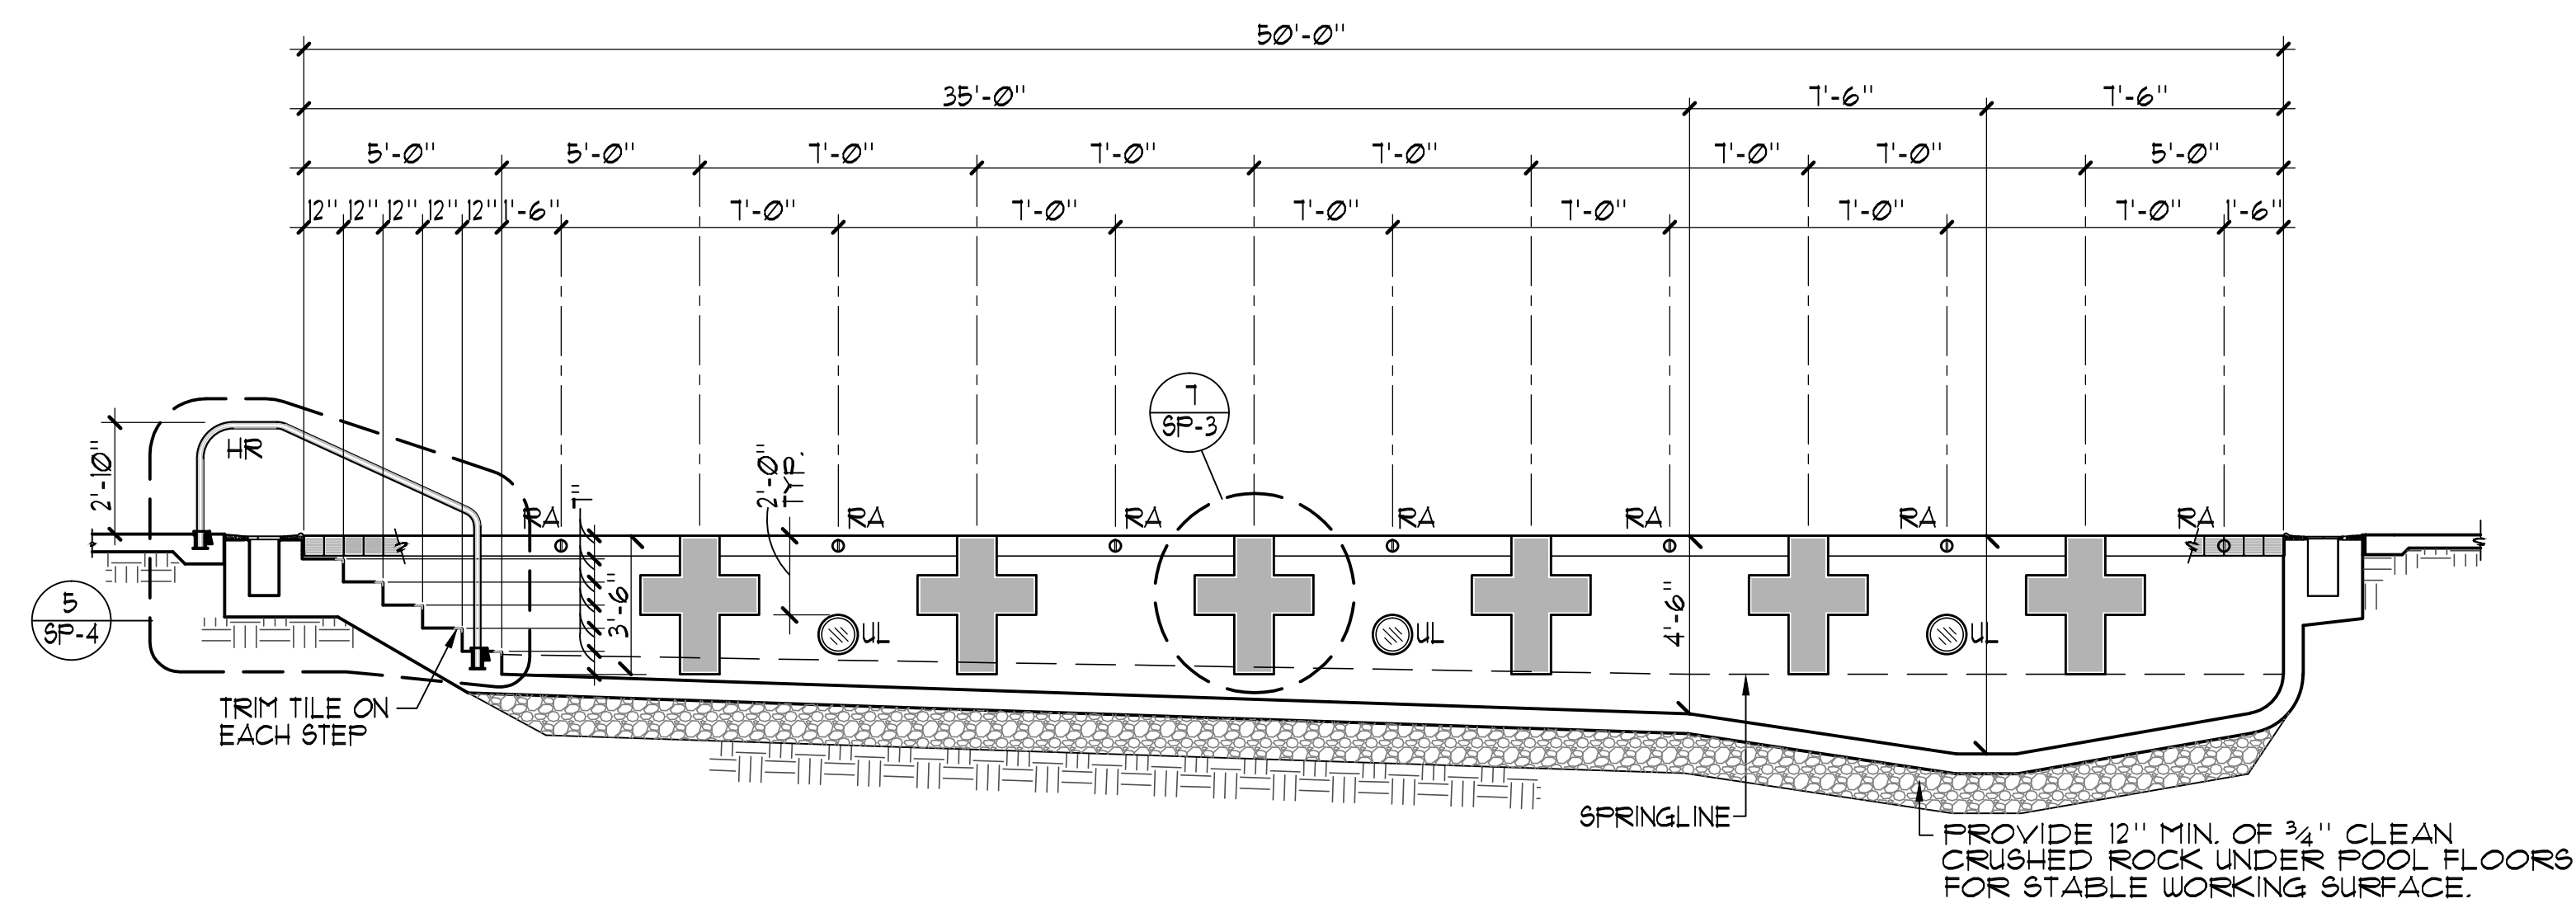 50'-0"
35'-0" 7'-6" 7'-6"
5'-0" 5'-0" 7'-0" 7'-0" 7'-0" 7'-0" 7'-0" 5'-0"
12" 12" 12" 12" 12" 1'-6" 7'-0" 7'-0" 7'-0" 7'-0" 7'-0" 7'-0" 1'-6"
7
SP-3
HR
2'-10"
7"
2'-0"
TYP.
RA RA RA RA RA RA RA
3'-6"
4'-6"
5
SP-4
UL UL UL
TRIM TILE ON
EACH STEP
SPRINGLINE
PROVIDE 12" MIN. OF 3/4" CLEAN
CRUSHED ROCK UNDER POOL FLOORS
FOR STABLE WORKING SURFACE.